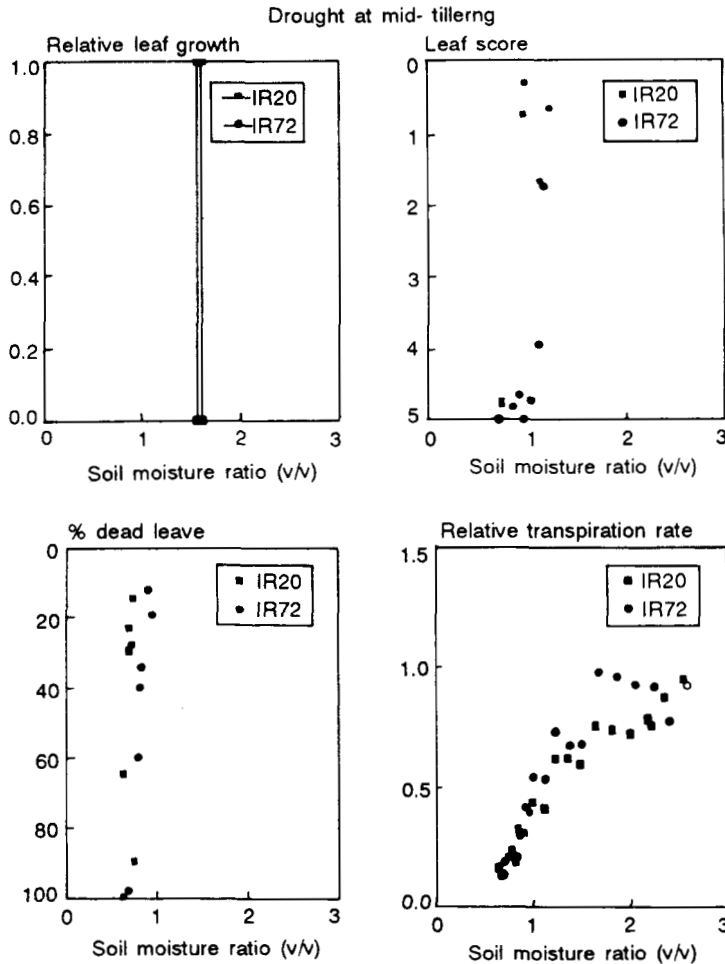 Drought at mid- tillerng
Relative leaf growth
1.0
0.8
0.6
0.4
0.2
0.0
IR20
IR72
1
2
3
Soil moisture ratio (v/v)
Leaf score
0
1
2
3
4
5
IR20
IR72
0
1
2
3
Soil moisture ratio (v/v)
% dead leave
0
20
40
60
80
100
IR20
IR72
0
1
2
3
Soil moisture ratio (v/v)
Relative transpiration rate
1.5
1.0
0.5
0.0
IR20
IR72
0
1
2
3
Soil moisture ratio (v/v)